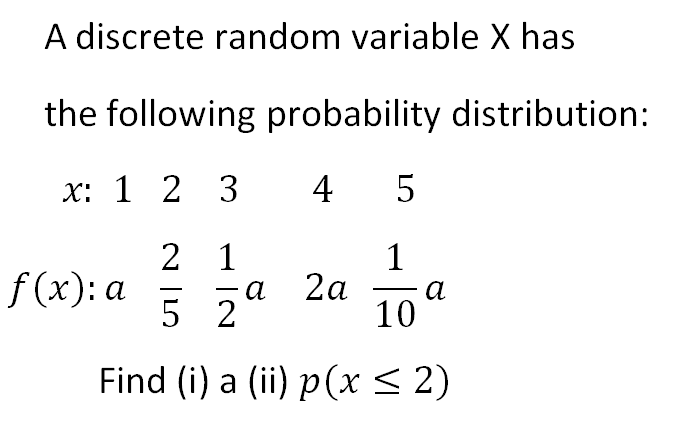 A discrete random variable X has
the following probability distribution:
x: 1 2 3 4 5
f(x): a 2/5 1/2 a 2a 1/10 a
Find (i) a (ii) p(x ≤ 2)